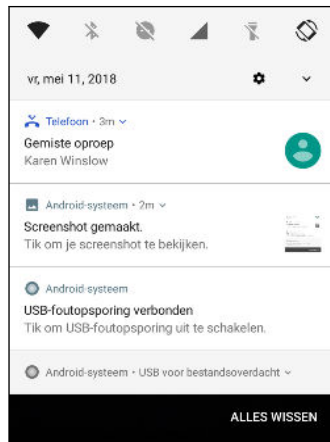 vr, mei 11, 2018
Telefoon • 3m
Gemiste oproep
Karen Winslow
Android-systeem • 2m
Screenshot gemaakt.
Tik om je screenshot te bekijken.
Android-systeem
USB-foutopsporing verbonden
Tik om USB-foutopsporing uit te schakelen.
Android-systeem • USB voor bestandsoverdacht
ALLES WISSEN